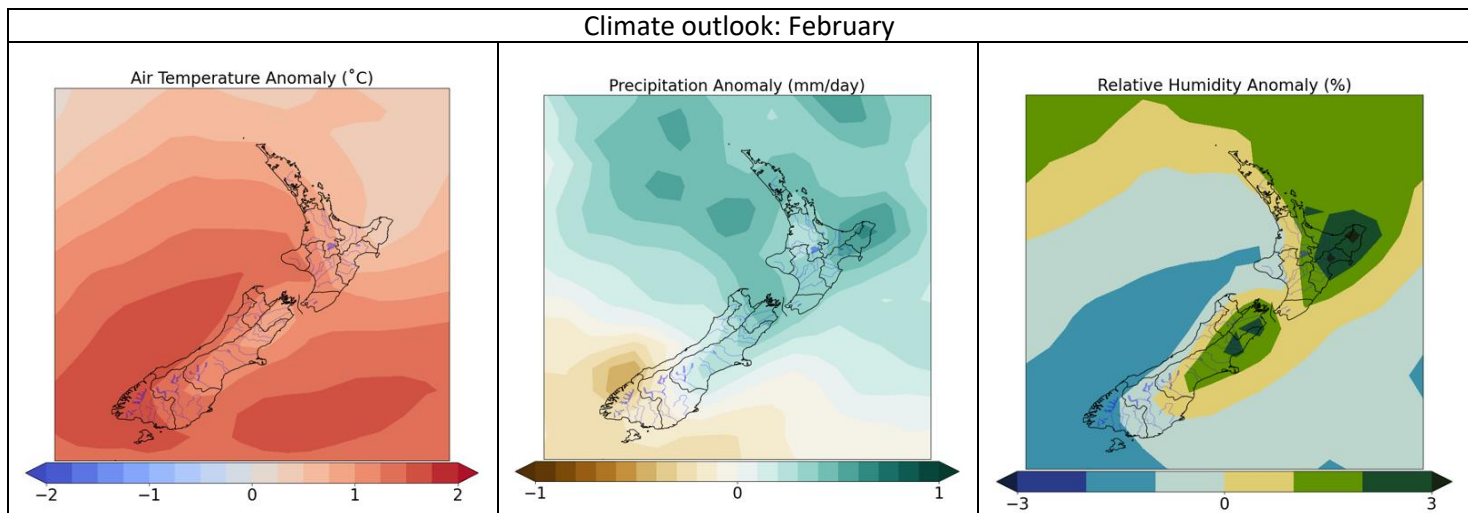 Climate outlook: February
Air Temperature Anomaly (˚C)
−2 −1 0 1 2
Precipitation Anomaly (mm/day)
−1 0 1
Relative Humidity Anomaly (%)
−3 0 3